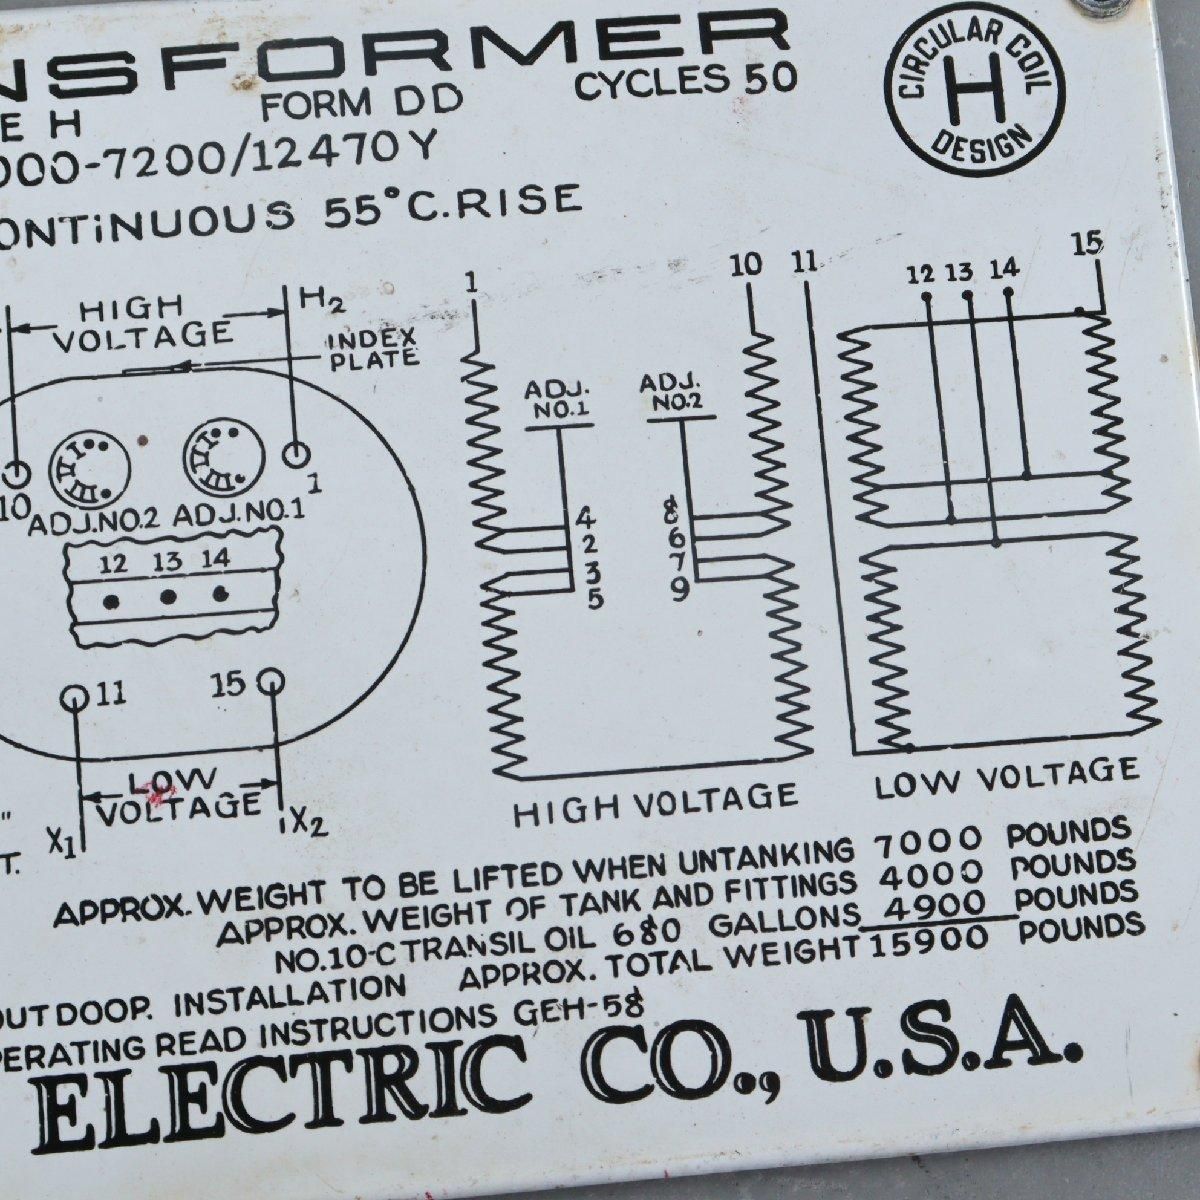 NSFORMER
E H FORM DD CYCLES 50
000-7200/12470Y
ONTiNUOUS 55°C.RISE
CIRCULAR COIL
H
DESIGN
HIGH
VOLTAGE
H2
INDEX
PLATE
10
1
ADJ.NO.2 ADJ.NO.1
12 13 14
11 15
LOW
VOLTAGE
X1 X2
"
T.
1 10 11
ADJ.
NO.1
ADJ.
NO.2
4 8
2 6
3 7
5 9
HIGH VOLTAGE
12 13 14 15
LOW VOLTAGE
APPROX. WEIGHT TO BE LIFTED WHEN UNTANKING 7000 POUNDS
APPROX. WEIGHT OF TANK AND FITTINGS 4000 POUNDS
NO.10-C TRANSIL OIL 680 GALLONS 4900 POUNDS
OUTDOOP. INSTALLATION APPROX. TOTAL WEIGHT 15900 POUNDS
PERATING READ INSTRUCTIONS GEH-58
ELECTRIC CO., U.S.A.